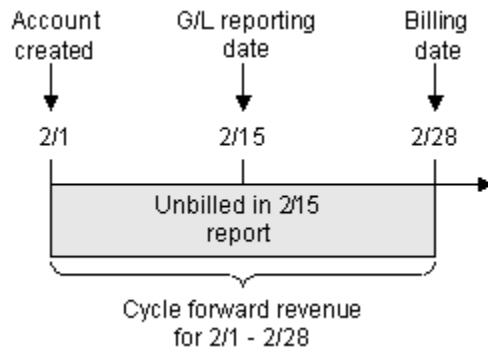 Account created
G/L reporting date
Billing date
2/1
2/15
2/28
Unbilled in 2/15
report
Cycle forward revenue
for 2/1 - 2/28